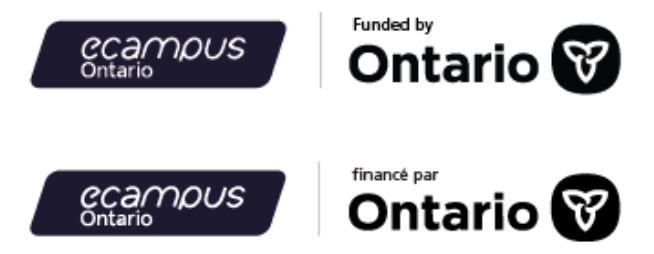 ecampus
Ontario
Funded by
Ontario
ecampus
Ontario
financé par
Ontario